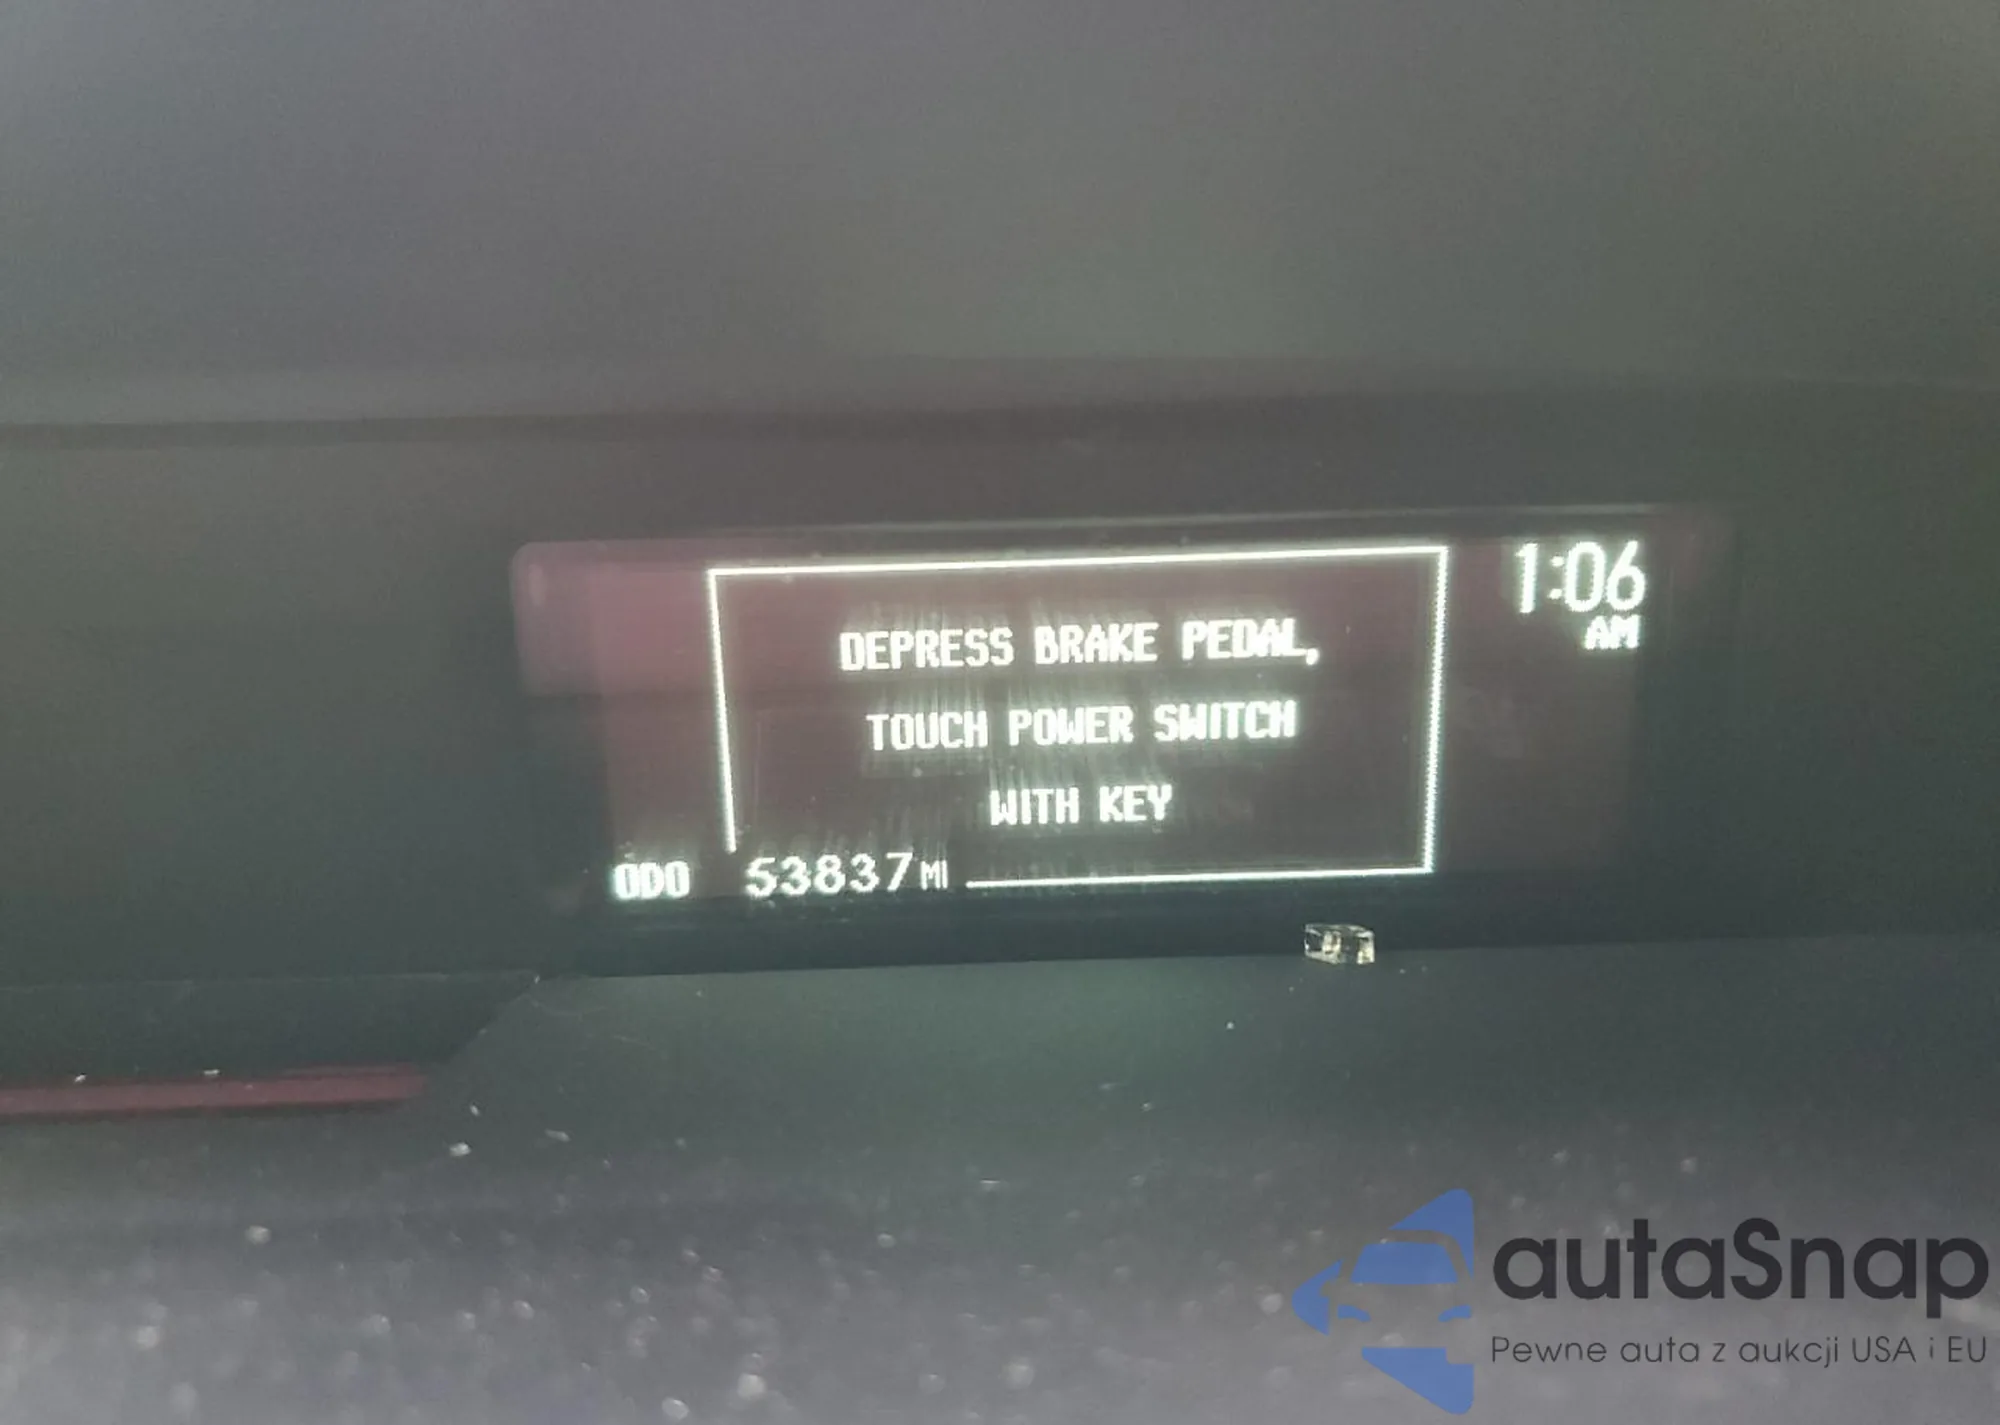 1:06
AM
DEPRESS BRAKE PEDAL,
TOUCH POWER SWITCH
WITH KEY
ODO 53837 MI
autaSnap
Pewne auta z aukcji USA i EU